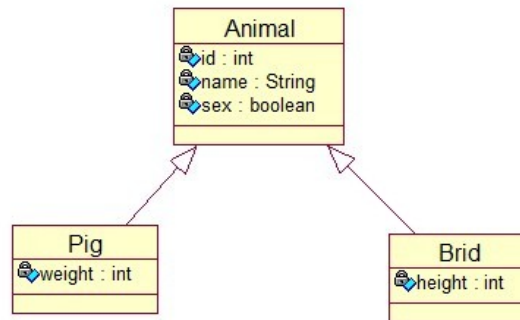 Animal
id : int
name : String
sex : boolean
Pig
weight : int
Brid
height : int